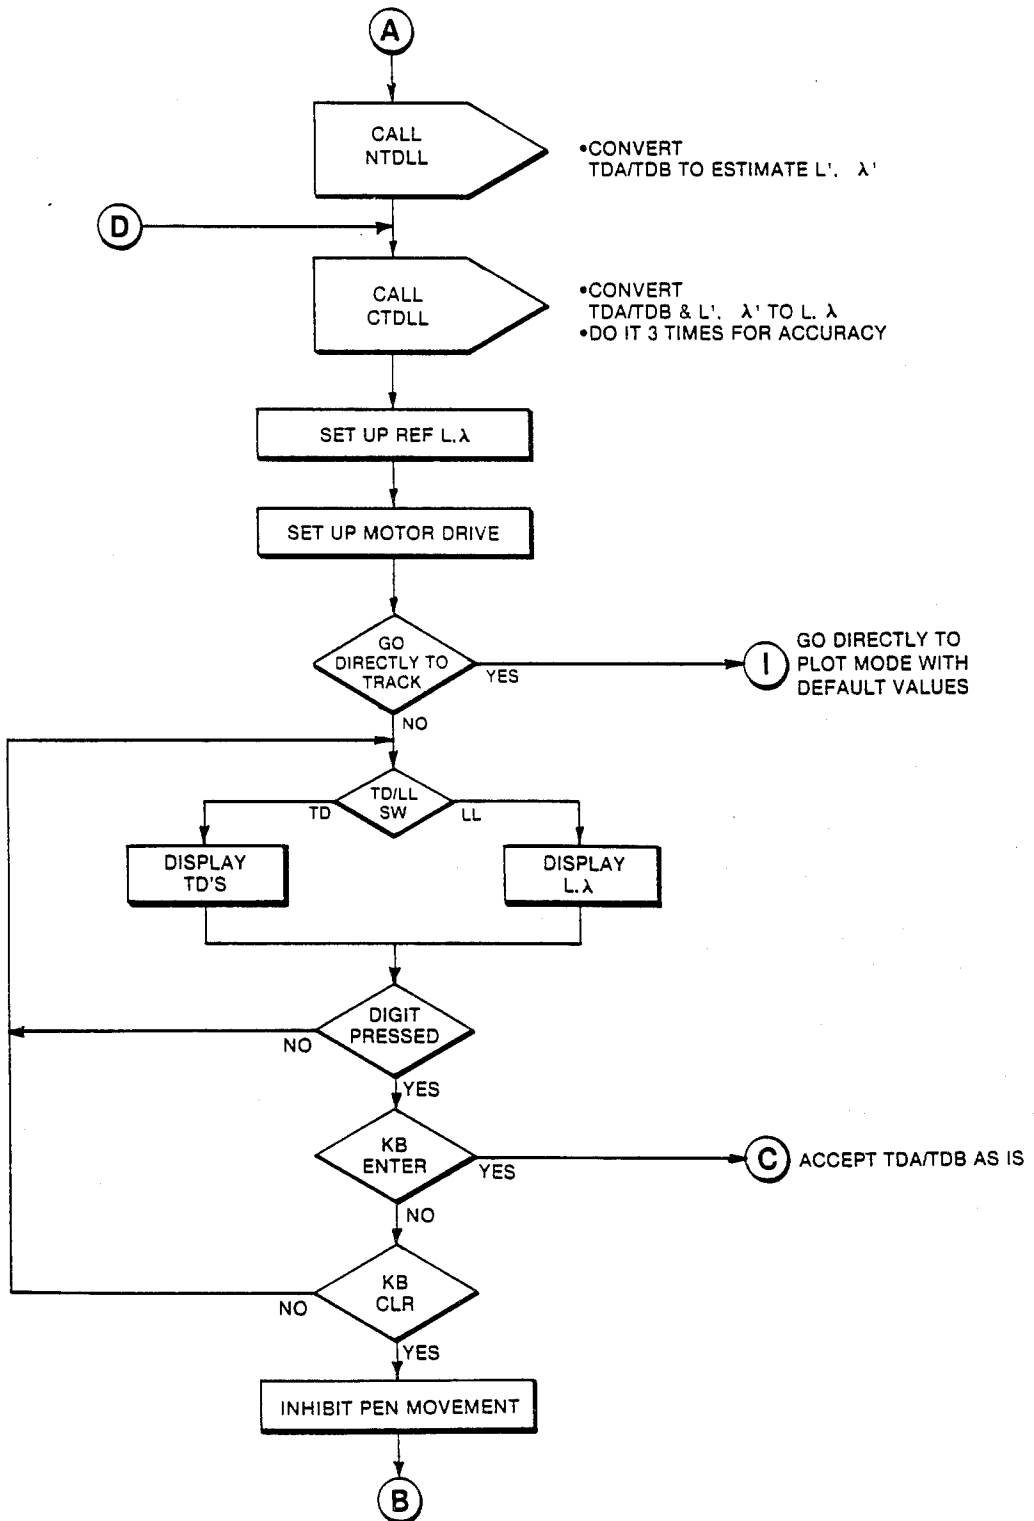 A
CALL
NTDLL
•CONVERT
TDA/TDB TO ESTIMATE L', λ'
D
CALL
CTDLL
•CONVERT
TDA/TDB & L', λ' TO L, λ
•DO IT 3 TIMES FOR ACCURACY
SET UP REF L,λ
SET UP MOTOR DRIVE
GO
DIRECTLY TO
TRACK
YES
I
GO DIRECTLY TO
PLOT MODE WITH
DEFAULT VALUES
NO
TD/LL
SW
TD
LL
DISPLAY
TD'S
DISPLAY
L,λ
DIGIT
PRESSED
NO
YES
KB
ENTER
YES
C
ACCEPT TDA/TDB AS IS
NO
KB
CLR
NO
YES
INHIBIT PEN MOVEMENT
B